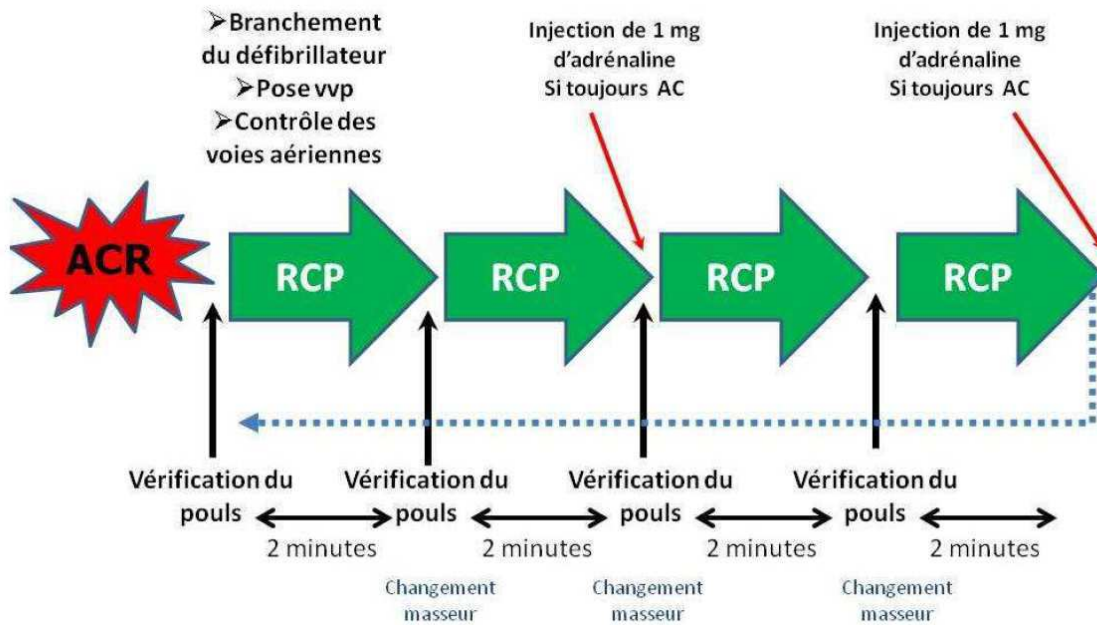 ➢Branchement
du défibrillateur
➢Pose vvp
➢Contrôle des
voies aériennes
Injection de 1 mg
d'adrénaline
Si toujours AC
Injection de 1 mg
d'adrénaline
Si toujours AC
ACR
RCP
RCP
RCP
RCP
Vérification du
pouls
Vérification du
pouls
Vérification du
pouls
Vérification du
pouls
2 minutes
2 minutes
2 minutes
2 minutes
Changement
masseur
Changement
masseur
Changement
masseur